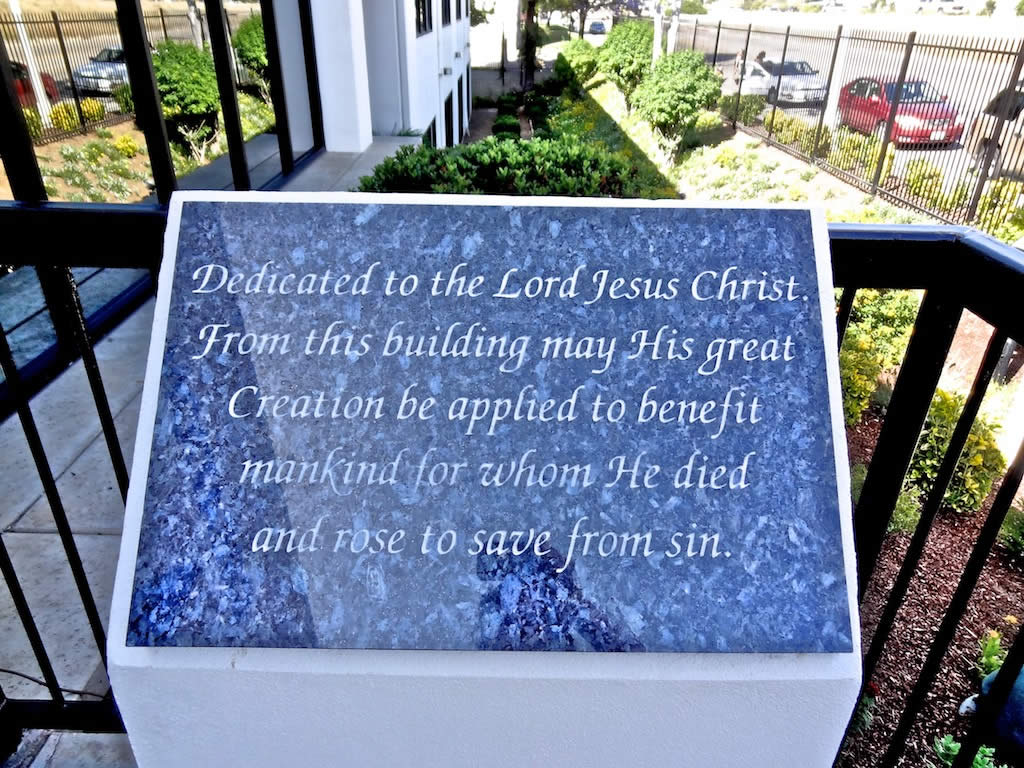 Dedicated to the Lord Jesus Christ.
From this building may His great
Creation be applied to benefit
mankind for whom He died
and rose to save from sin.